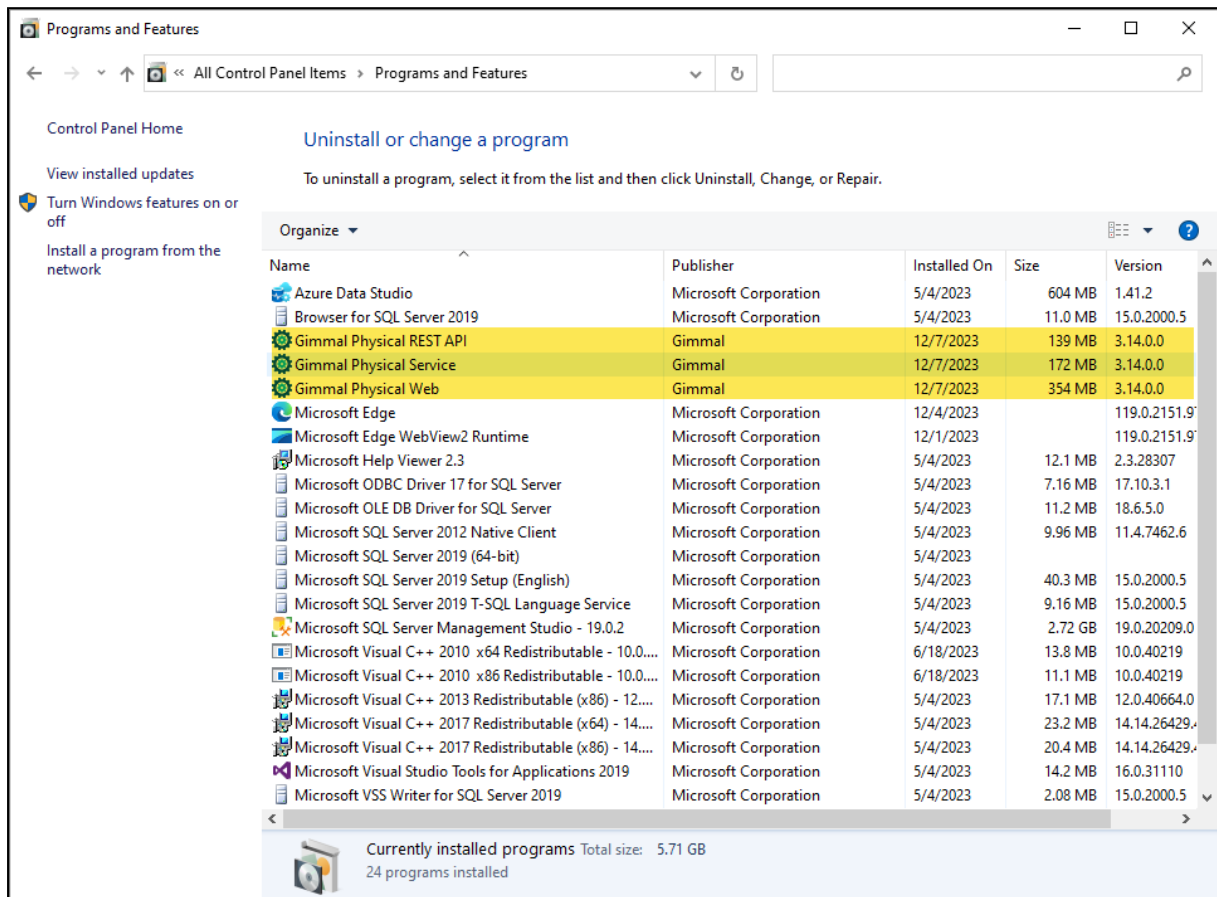 Programs and Features
« All Control Panel Items > Programs and Features
Control Panel Home
View installed updates
Turn Windows features on or
off
Install a program from the
network
Uninstall or change a program
To uninstall a program, select it from the list and then click Uninstall, Change, or Repair.
Organize
Name Publisher Installed On Size Version
Azure Data Studio Microsoft Corporation 5/4/2023 604 MB 1.41.2
Browser for SQL Server 2019 Microsoft Corporation 5/4/2023 11.0 MB 15.0.2000.5
Gimmal Physical REST API Gimmal 12/7/2023 139 MB 3.14.0.0
Gimmal Physical Service Gimmal 12/7/2023 172 MB 3.14.0.0
Gimmal Physical Web Gimmal 12/7/2023 354 MB 3.14.0.0
Microsoft Edge Microsoft Corporation 12/4/2023 119.0.2151.9
Microsoft Edge WebView2 Runtime Microsoft Corporation 12/1/2023 119.0.2151.9
Microsoft Help Viewer 2.3 Microsoft Corporation 5/4/2023 12.1 MB 2.3.28307
Microsoft ODBC Driver 17 for SQL Server Microsoft Corporation 5/4/2023 7.16 MB 17.10.3.1
Microsoft OLE DB Driver for SQL Server Microsoft Corporation 5/4/2023 11.2 MB 18.6.5.0
Microsoft SQL Server 2012 Native Client Microsoft Corporation 5/4/2023 9.96 MB 11.4.7462.6
Microsoft SQL Server 2019 (64-bit) Microsoft Corporation 5/4/2023
Microsoft SQL Server 2019 Setup (English) Microsoft Corporation 5/4/2023 40.3 MB 15.0.2000.5
Microsoft SQL Server 2019 T-SQL Language Service Microsoft Corporation 5/4/2023 9.16 MB 15.0.2000.5
Microsoft SQL Server Management Studio - 19.0.2 Microsoft Corporation 5/4/2023 2.72 GB 19.0.20209.0
Microsoft Visual C++ 2010 x64 Redistributable - 10.0.... Microsoft Corporation 6/18/2023 13.8 MB 10.0.40219
Microsoft Visual C++ 2010 x86 Redistributable - 10.0.... Microsoft Corporation 6/18/2023 11.1 MB 10.0.40219
Microsoft Visual C++ 2013 Redistributable (x86) - 12.... Microsoft Corporation 5/4/2023 17.1 MB 12.0.40664.0
Microsoft Visual C++ 2017 Redistributable (x64) - 14.... Microsoft Corporation 5/4/2023 23.2 MB 14.14.26429.
Microsoft Visual C++ 2017 Redistributable (x86) - 14.... Microsoft Corporation 5/4/2023 20.4 MB 14.14.26429.
Microsoft Visual Studio Tools for Applications 2019 Microsoft Corporation 5/4/2023 14.2 MB 16.0.31110
Microsoft VSS Writer for SQL Server 2019 Microsoft Corporation 5/4/2023 2.08 MB 15.0.2000.5
Currently installed programs Total size: 5.71 GB
24 programs installed